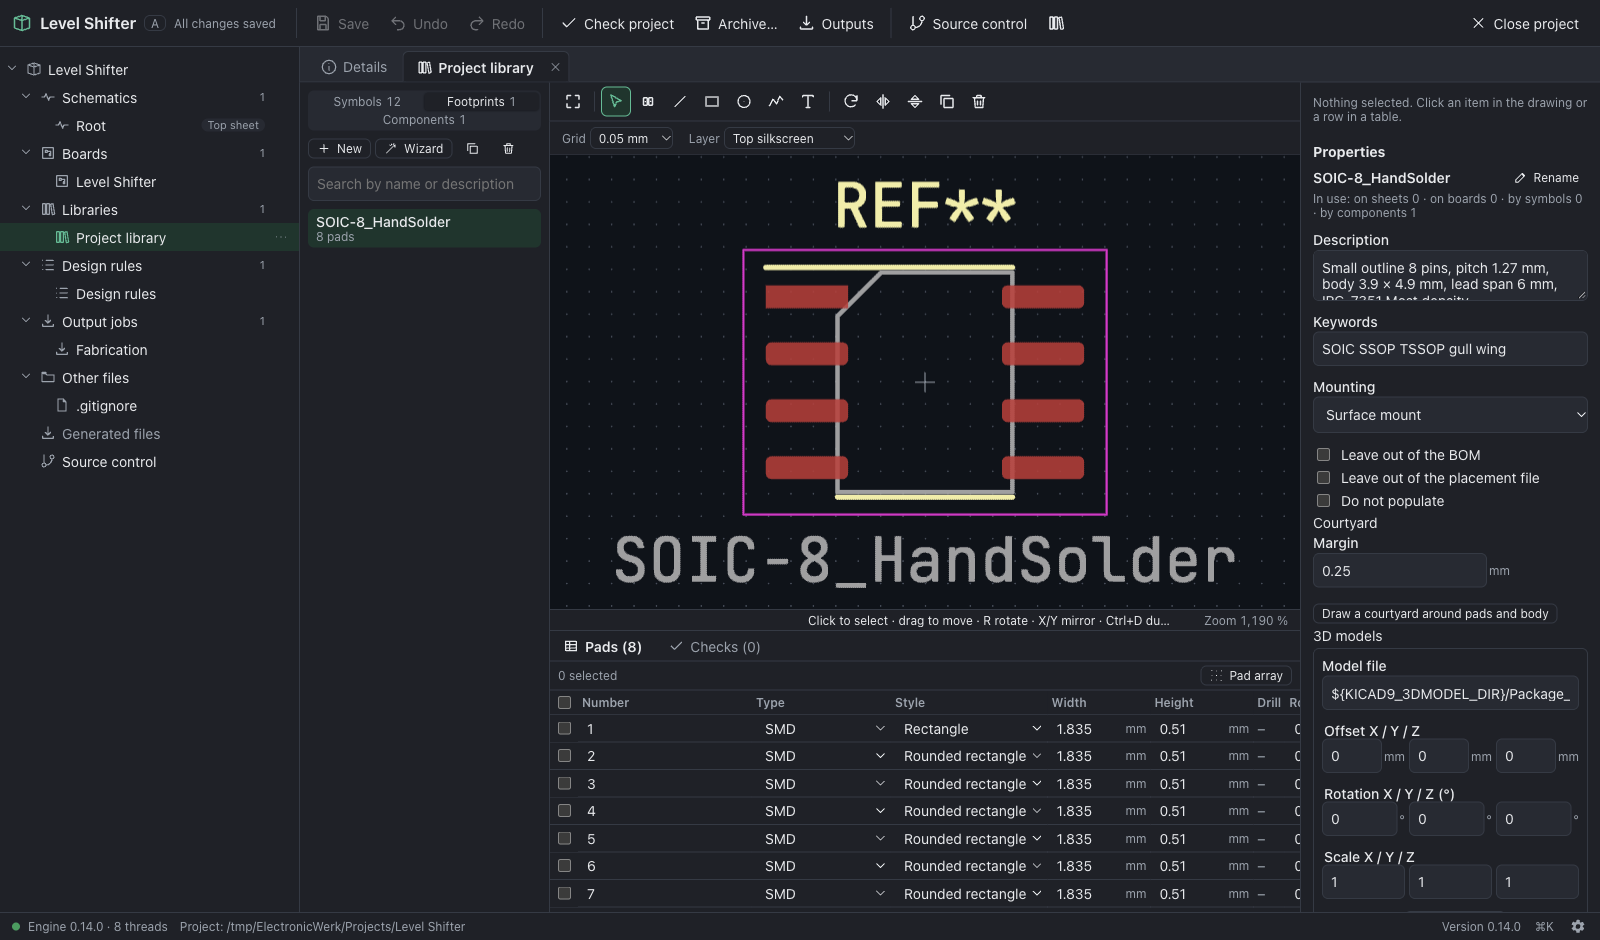 Level Shifter A All changes saved Save Undo Redo Check project Archive... Outputs Source control Close project
Level Shifter
Schematics 1
Root Top sheet
Boards 1
Level Shifter
Libraries 1
Project library ...
Design rules 1
Design rules
Output jobs 1
Fabrication
Other files
.gitignore
Generated files
Source control
Details Project library
Symbols 12 Footprints 1
Components 1
New Wizard
Search by name or description
SOIC-8_HandSolder
8 pads
Grid 0.05 mm Layer Top silkscreen
REF**
SOIC-8_HandSolder
Click to select · drag to move · R rotate · X/Y mirror · Ctrl+D du... Zoom 1,190 %
Pads (8) Checks (0)
0 selected Pad array
Number Type Style Width Height Drill
1 SMD Rectangle 1.835 mm 0.51 mm –
2 SMD Rounded rectangle 1.835 mm 0.51 mm –
3 SMD Rounded rectangle 1.835 mm 0.51 mm –
4 SMD Rounded rectangle 1.835 mm 0.51 mm –
5 SMD Rounded rectangle 1.835 mm 0.51 mm –
6 SMD Rounded rectangle 1.835 mm 0.51 mm –
7 SMD Rounded rectangle 1.835 mm 0.51 mm –
Nothing selected. Click an item in the drawing or
a row in a table.
Properties
SOIC-8_HandSolder Rename
In use: on sheets 0 · on boards 0 · by symbols 0
· by components 1
Description
Small outline 8 pins, pitch 1.27 mm,
body 3.9 × 4.9 mm, lead span 6 mm,
IPC-7351 Most density
Keywords
SOIC SSOP TSSOP gull wing
Mounting
Surface mount
Leave out of the BOM
Leave out of the placement file
Do not populate
Courtyard
Margin
0.25 mm
Draw a courtyard around pads and body
3D models
Model file
${KICAD9_3DMODEL_DIR}/Package_
Offset X / Y / Z
0 mm 0 mm 0 mm
Rotation X / Y / Z (°)
0 ° 0 ° 0 °
Scale X / Y / Z
1 1 1
Engine 0.14.0 · 8 threads Project: /tmp/ElectronicWerk/Projects/Level Shifter Version 0.14.0 ⌘K